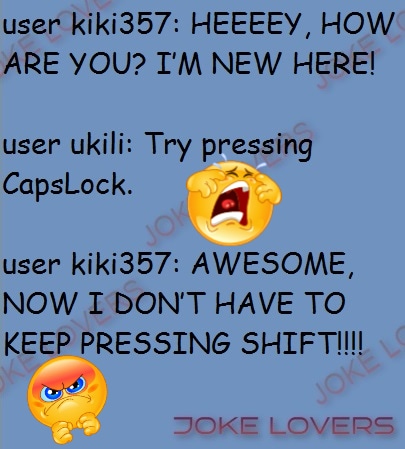 user kiki357: HEEEEY, HOW
ARE YOU? I'M NEW HERE!
user ukili: Try pressing
CapsLock.
user kiki357: AWESOME,
NOW I DON'T HAVE TO
KEEP PRESSING SHIFT!!!!
JOKE LOVERS